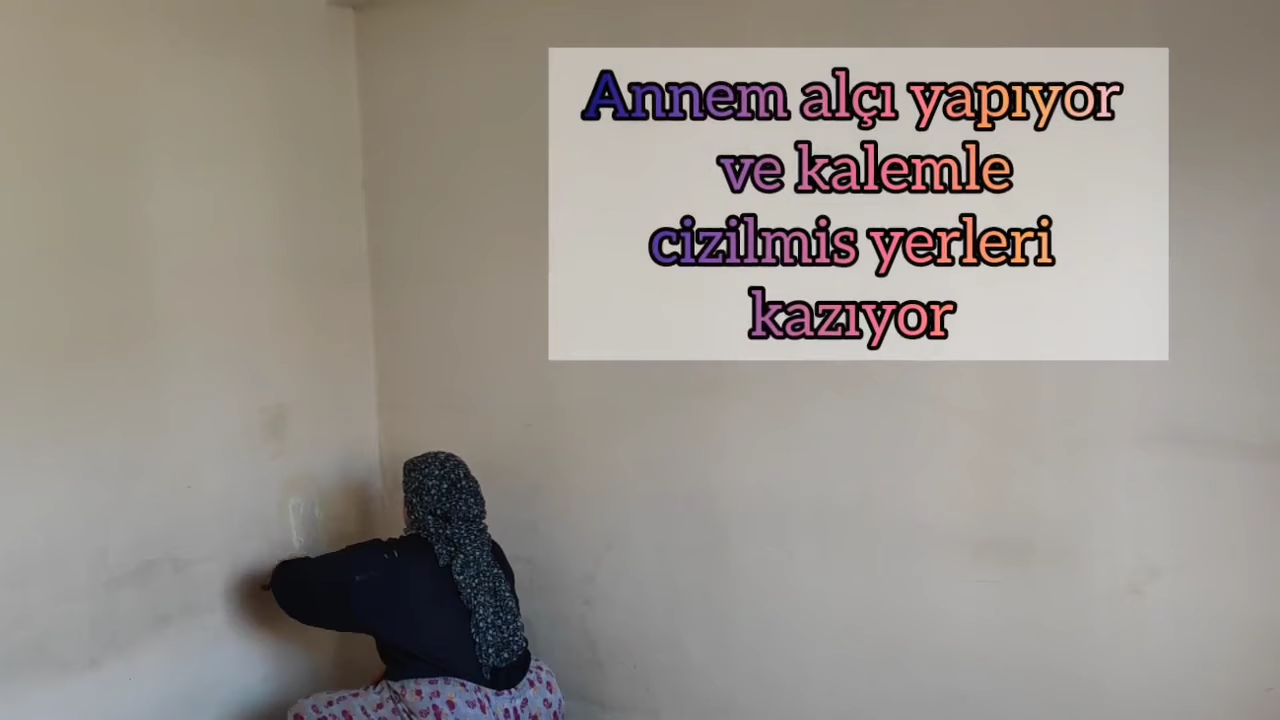 Annem alçı yapıyor
ve kalemle
cizilmis yerleri
kazıyor